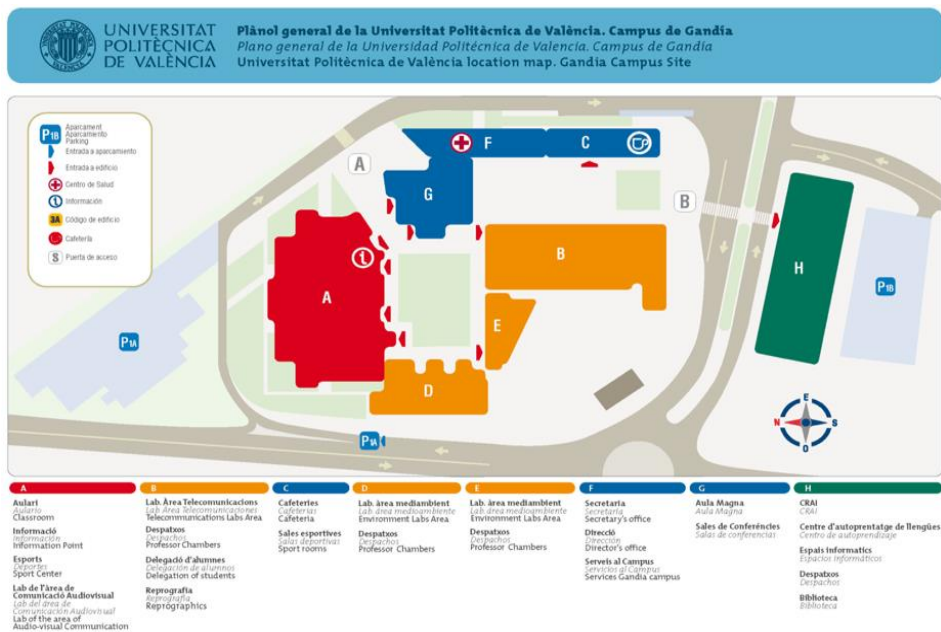 UNIVERSITAT
POLITÈCNICA
DE VALÈNCIA
Plànol general de la Universitat Politècnica de València. Campus de Gandía
Plano general de la Universidad Politécnica de Valencia. Campus de Gandía
Universitat Politècnica de València location map. Gandia Campus Site
P1B
Aparcament
Aparcamiento
Parking
Entrada a aparcamiento
Entrada a edificio
Centro de Salud
Información
3A Código de edificio
Cafetería
S Puerta de acceso
A
F
C
G
B
B
A
E
D
H
P1A
P1A
P1B
E
N
S
O
A
Aulari
Aulario
Classroom
Informació
Información
Information Point
Esports
Deportes
Sport Center
Lab de l'àrea de
Comunicació Audiovisual
Lab del área de
Comunicación Audiovisual
Lab of the area of
Audio-visual Communication
B
Lab. Àrea Telecomunicacions
Lab Área Telecomunicaciones
Telecommunications Labs Area
Despatxos
Despachos
Professor Chambers
Delegació d'alumnes
Delegación de alumnos
Delegation of students
Reprografia
Reprografía
Reprographics
C
Cafeteries
Cafeterías
Cafeteria
Sales esportives
Salas deportivas
Sport rooms
D
Lab. àrea mediambient
Lab. área medioambiente
Environment Labs Area
Despatxos
Despachos
Professor Chambers
E
Lab. àrea mediambient
Lab. área medioambiente
Environment Labs Area
Despatxos
Despachos
Professor Chambers
F
Secretaria
Secretaría
Secretary's office
Direcció
Dirección
Director's office
Serveis al Campus
Servicios al Campus
Services Gandia campus
G
Aula Magna
Aula Magna
Sales de Conferències
Salas de conferencias
H
CRAI
CRAI
Centre d'autoprentatge de llengües
Centro de autoprendizaje
Espais informatics
Espacios informáticos
Despatxos
Despachos
Biblioteca
Biblioteca